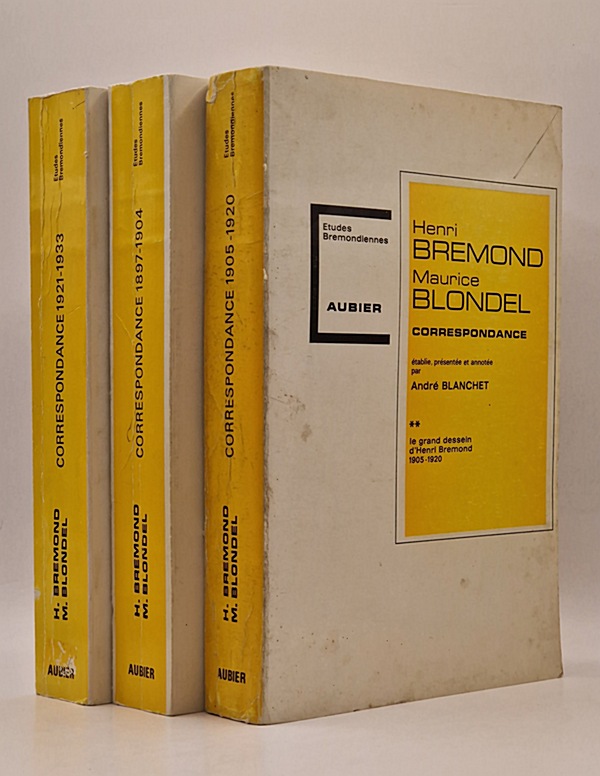 Etudes
Bremondiennes
CORRESPONDANCE 1921-1933
H. BREMOND
M. BLONDEL
AUBIER
Etudes
Bremondiennes
CORRESPONDANCE 1897-1904
H. BREMOND
M. BLONDEL
AUBIER
Etudes
Bremondiennes
CORRESPONDANCE 1905-1920
H. BREMOND
M. BLONDEL
AUBIER
Etudes
Bremondiennes
AUBIER
Henri
BREMOND
Maurice
BLONDEL
CORRESPONDANCE
établie, présentée et annotée
par
André BLANCHET
**
le grand dessein
d'Henri Bremond
1905-1920